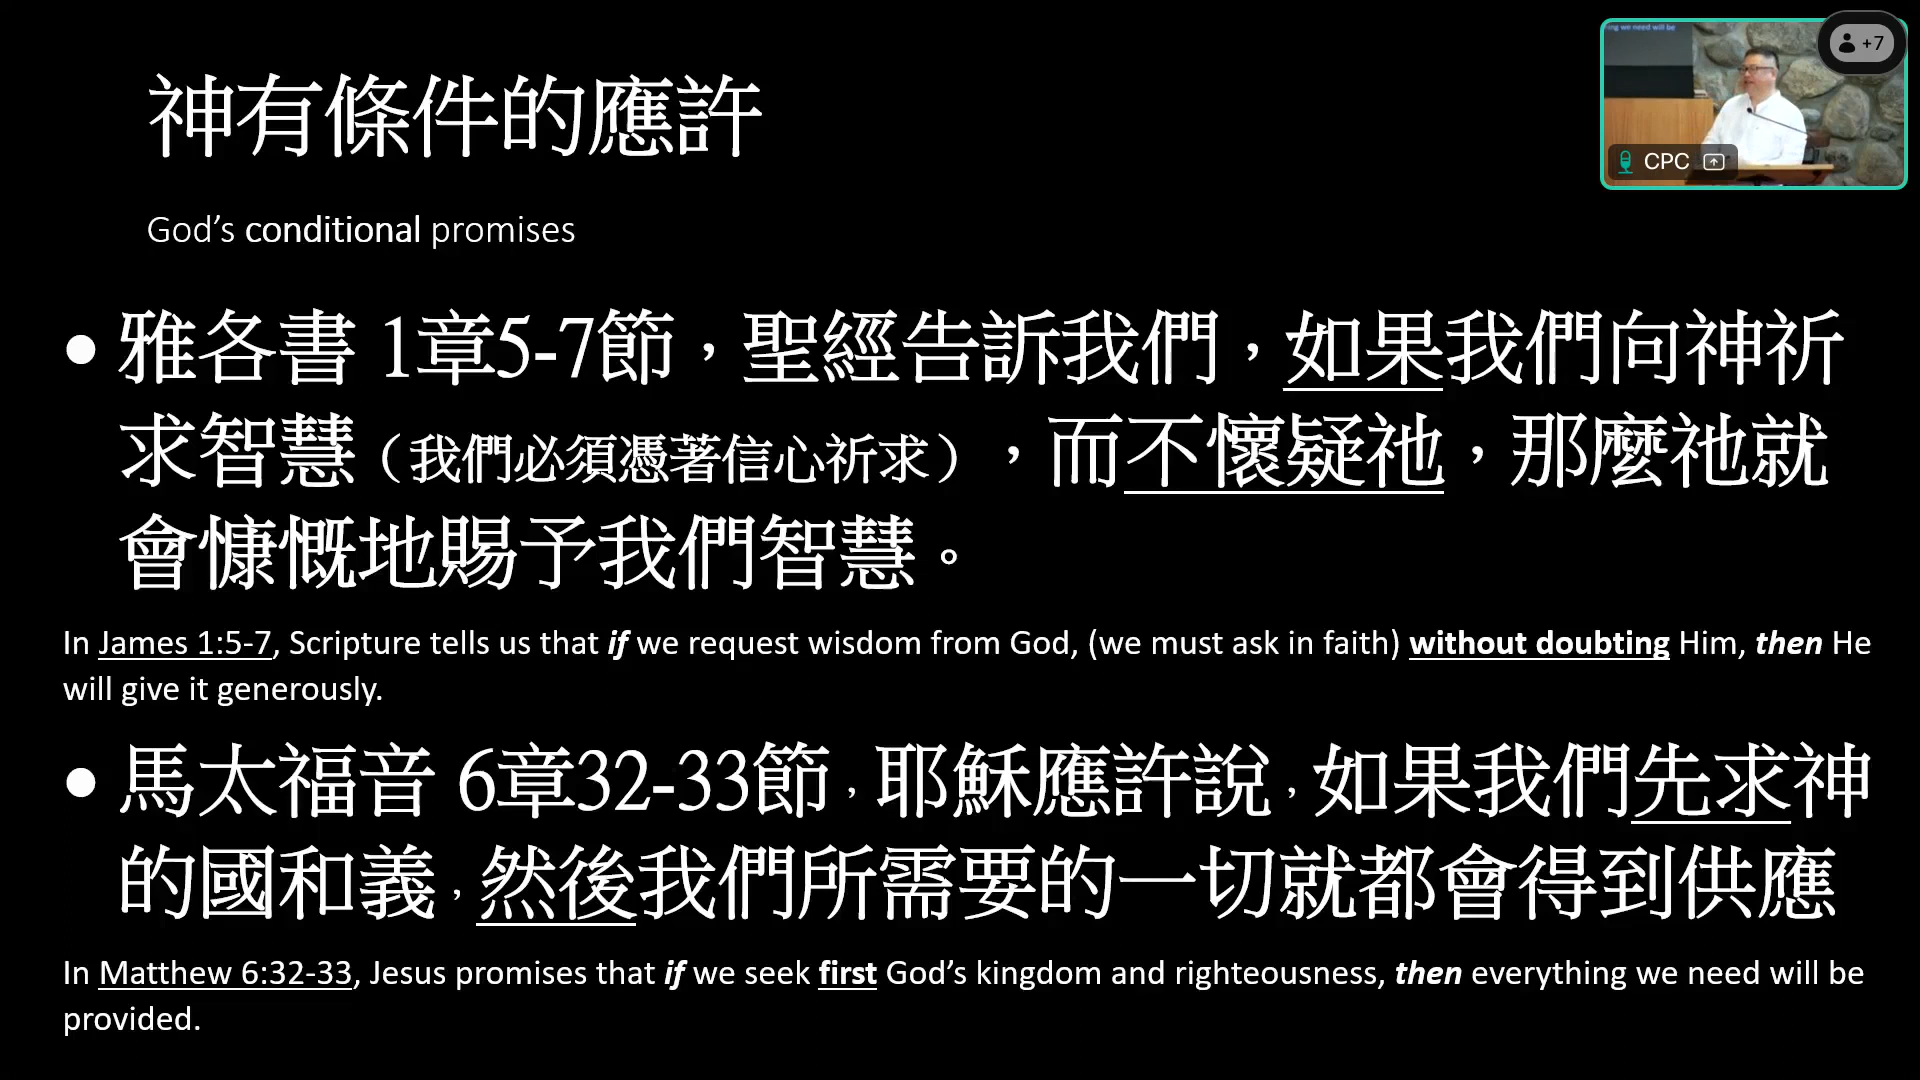 ng we need will be
+7
CPC
神有條件的應許
God’s conditional promises
• 雅各書 1章5-7節，聖經告訴我們，如果我們向神祈
求智慧（我們必須憑著信心祈求），而不懷疑祂，那麼祂就
會慷慨地賜予我們智慧。
In James 1:5-7, Scripture tells us that if we request wisdom from God, (we must ask in faith) without doubting Him, then He
will give it generously.
• 馬太福音 6章32-33節，耶穌應許說，如果我們先求神
的國和義，然後我們所需要的一切就都會得到供應
In Matthew 6:32-33, Jesus promises that if we seek first God’s kingdom and righteousness, then everything we need will be
provided.